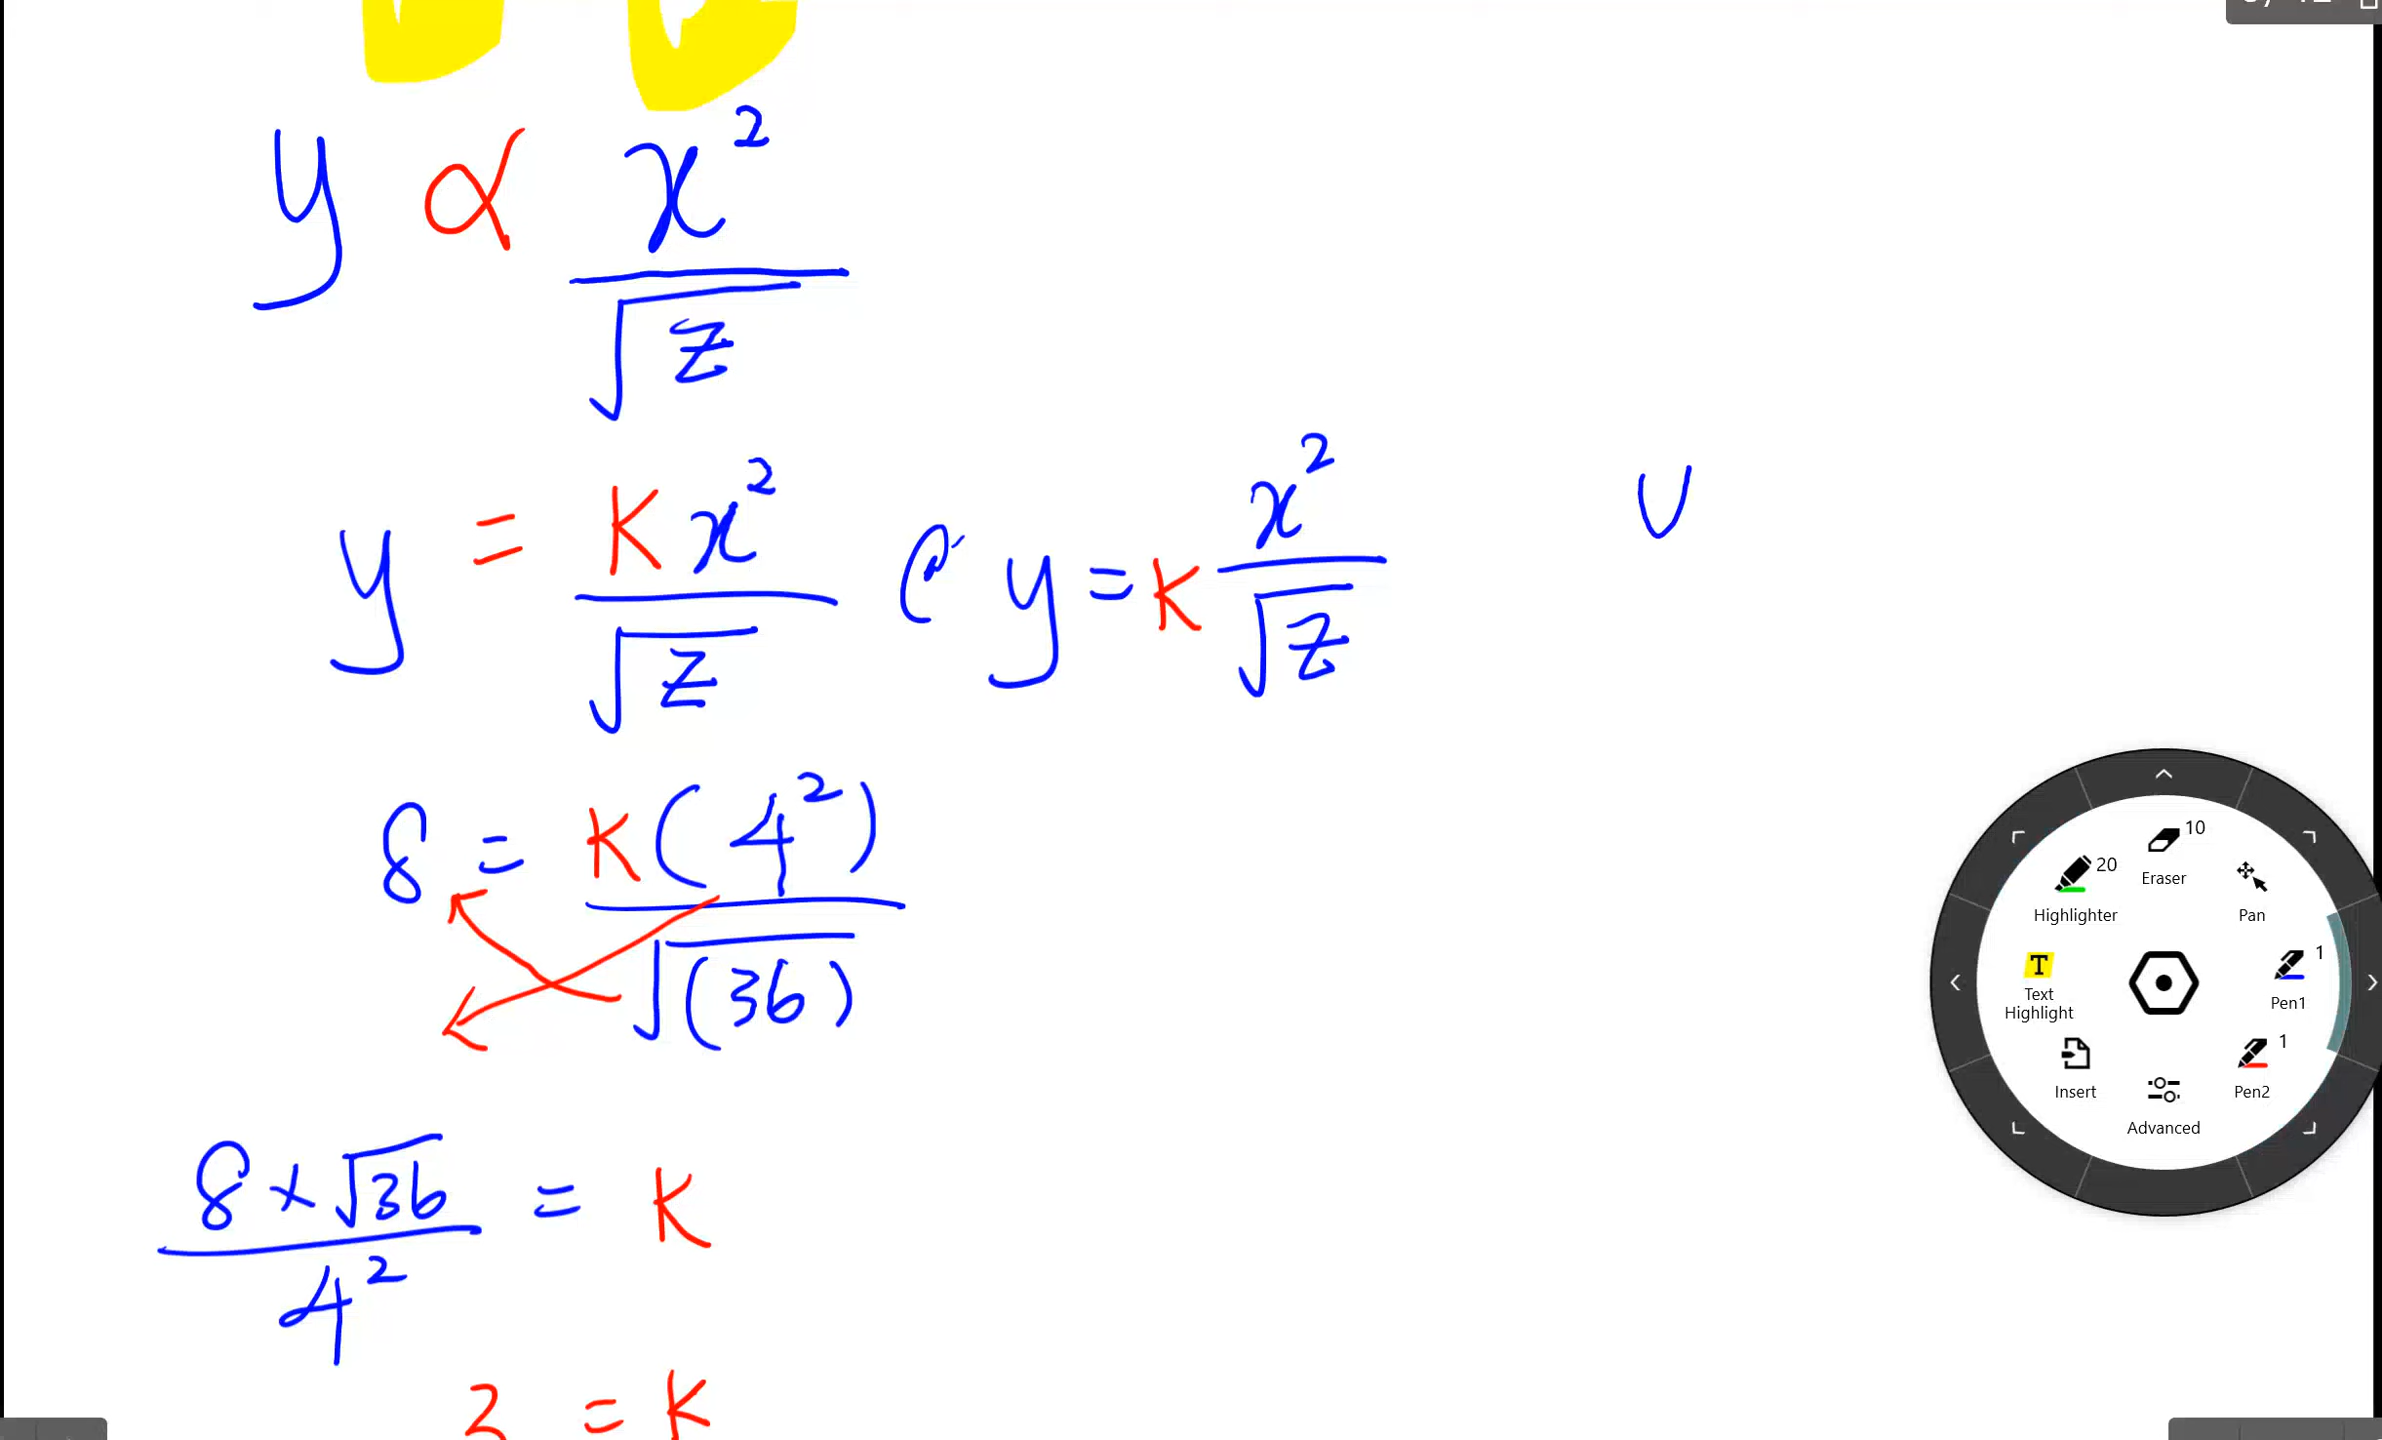 y ∝ x² / √z
y = K x² / √z @ y = K x² / √z
8 = K(4²) / √(36)
8 × √36 / 4² = K
3 = K
10
Eraser
20
Highlighter
Pan
T
Text
Highlight
1
Pen1
Insert
1
Pen2
Advanced